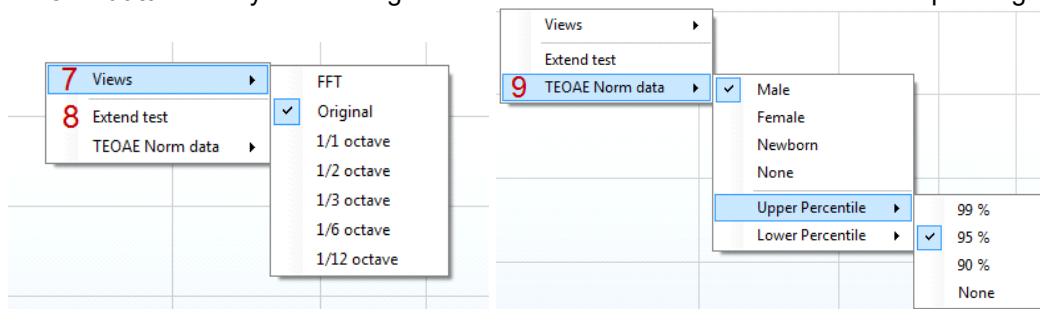 7 Views
8 Extend test
TEOAE Norm data
FFT
Original
1/1 octave
1/2 octave
1/3 octave
1/6 octave
1/12 octave
Views
Extend test
9 TEOAE Norm data
Male
Female
Newborn
None
Upper Percentile
Lower Percentile
99 %
95 %
90 %
None